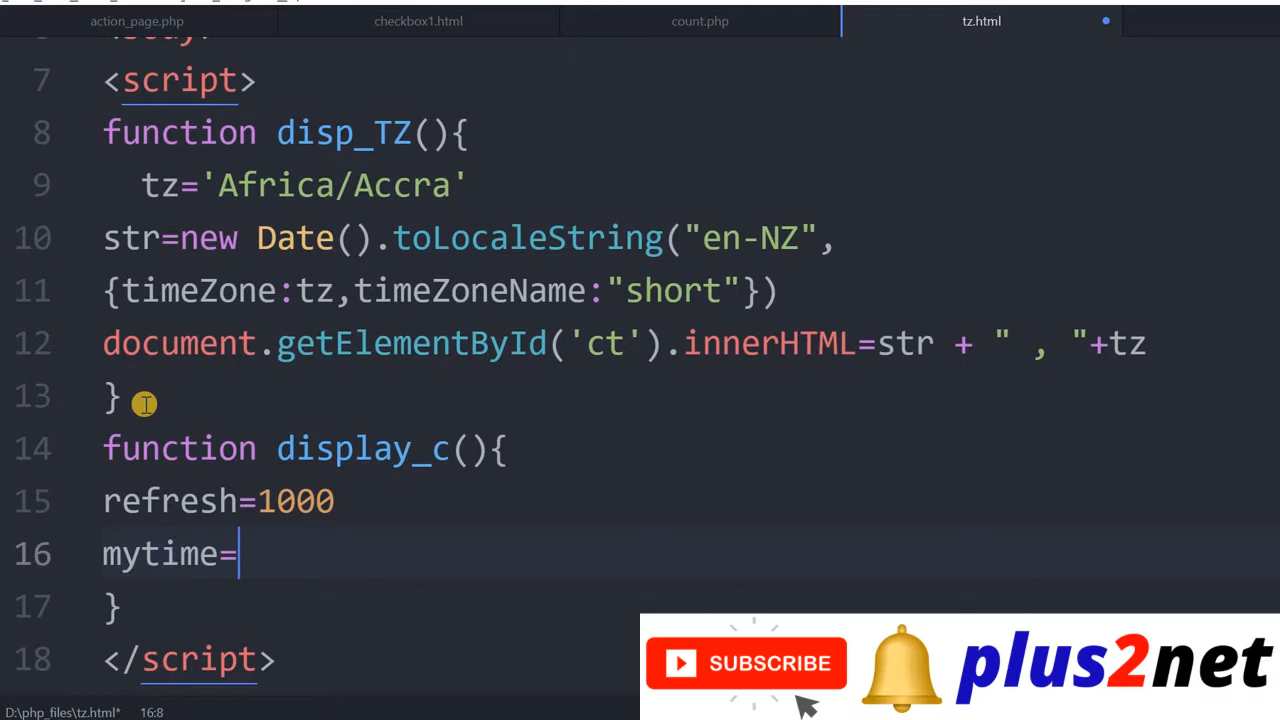 action_page.php checkbox1.html count.php tz.html
7 <script>
8 function disp_TZ(){
9 tz='Africa/Accra'
10 str=new Date().toLocaleString("en-NZ",
11 {timeZone:tz,timeZoneName:"short"})
12 document.getElementById('ct').innerHTML=str + " , "+tz
13 }
14 function display_c(){
15 refresh=1000
16 mytime=
17 }
18 </script>
SUBSCRIBE
plus2net
D:\php_files\tz.html* 16:8